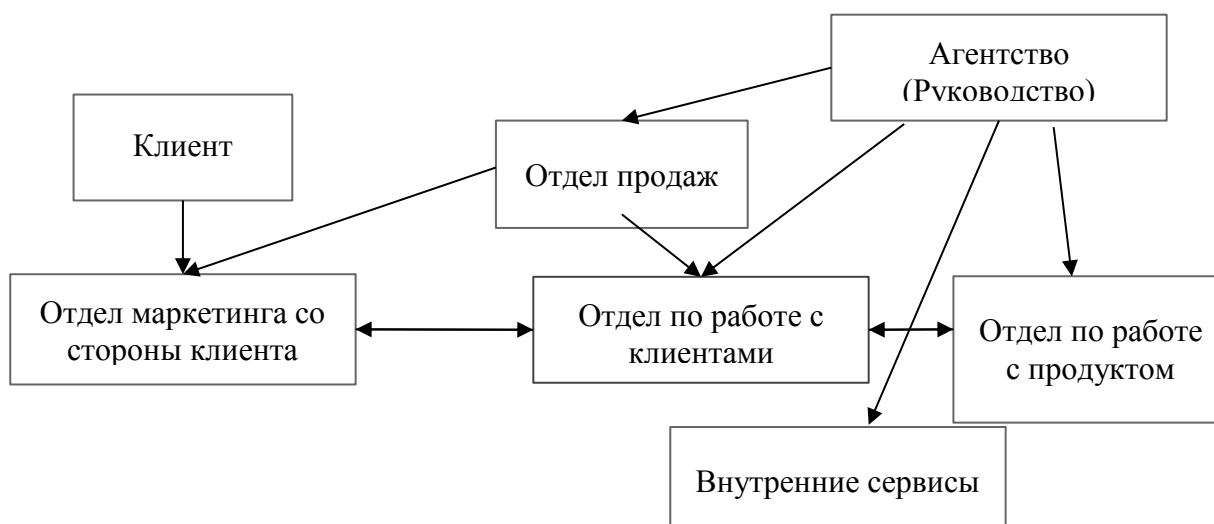 Агентство
(Руководство)
Клиент
Отдел продаж
Отдел маркетинга со
стороны клиента
Отдел по работе с
клиентами
Отдел по работе
с продуктом
Внутренние сервисы